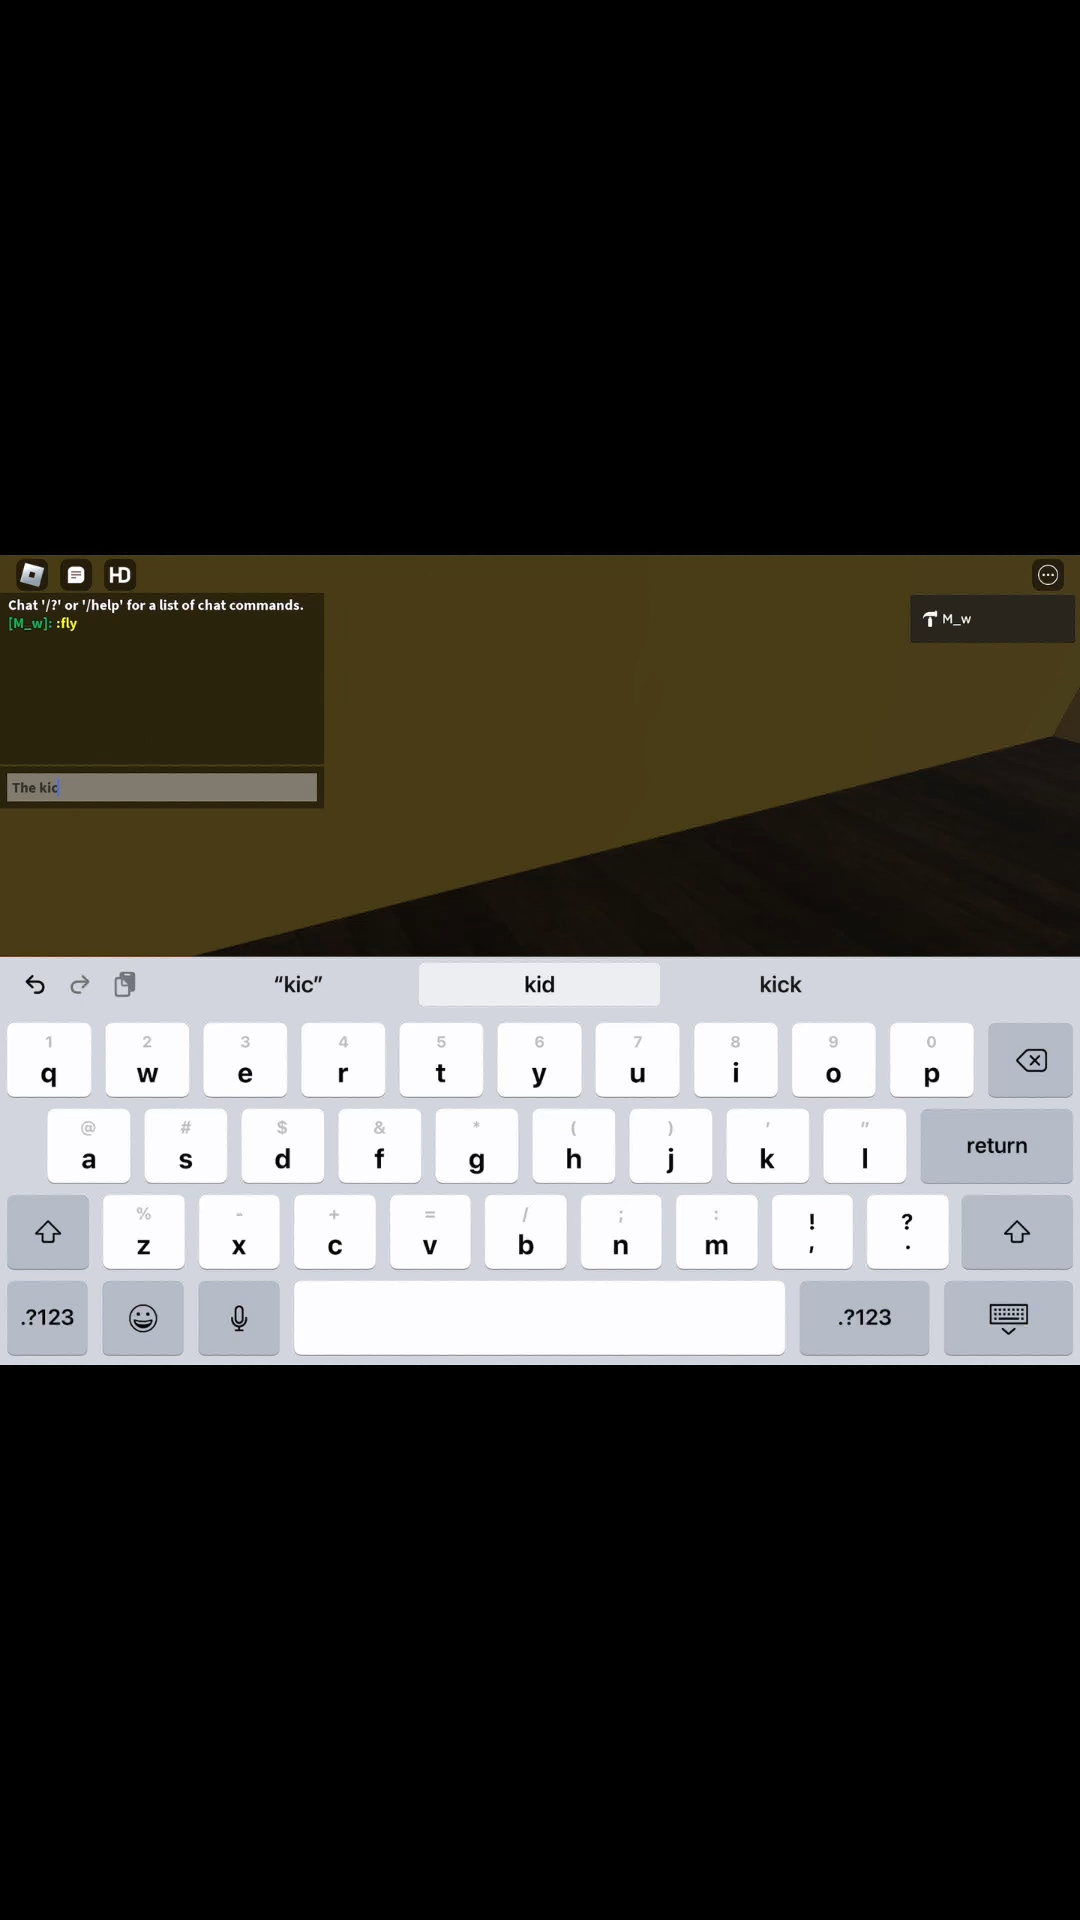 HD
Chat '/?' or '/help' for a list of chat commands.
[M_w]: :fly
M_w
The kic
“kic” kid kick
1 2 3 4 5 6 7 8 9 0
q w e r t y u i o p
@ # $ & * ( ) ' "
a s d f g h j k l return
% - + = / ; : ! ?
z x c v b n m , .
.?123 .?123